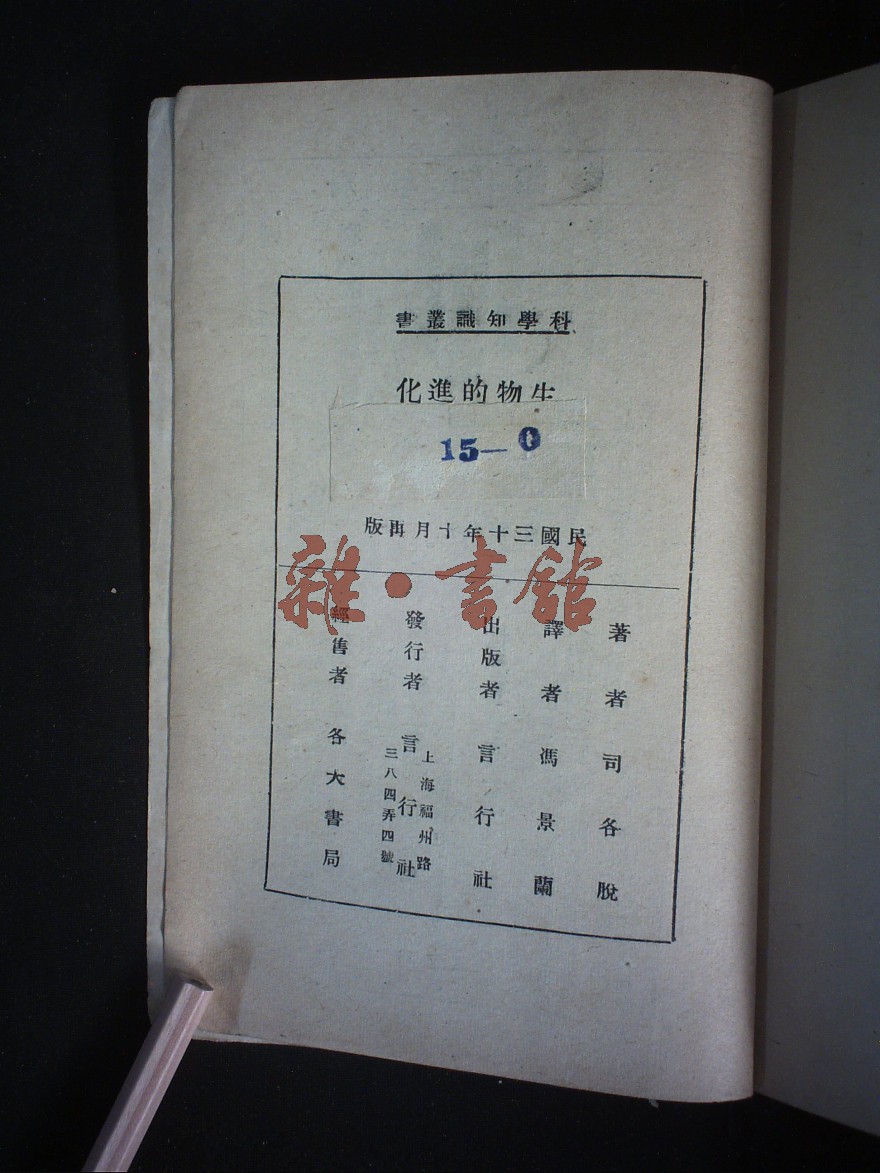 科學知識叢書
生物的進化
15—0
民國三十年十月再版
雜·書館
著者 司各脫
譯者 馮景蘭
出版者 言行社
發行者 言行社
上海福州路
三八四弄四號
經售者 各大書局